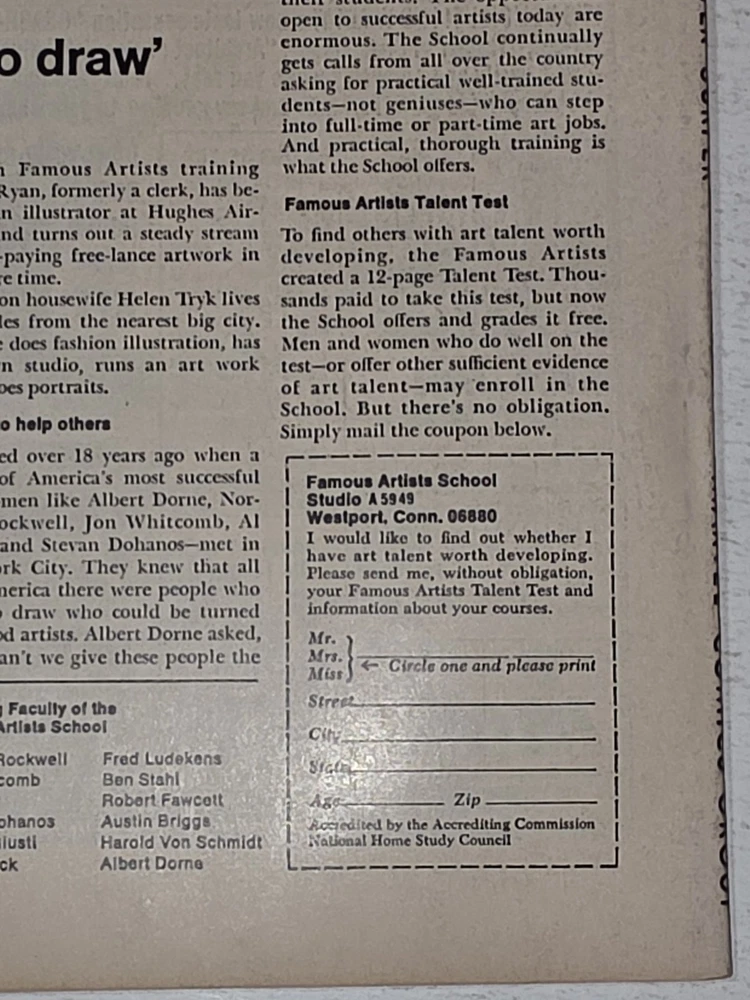 o draw’
Famous Artists training
Ryan, formerly a clerk, has be-
n illustrator at Hughes Air-
nd turns out a steady stream
-paying free-lance artwork in
e time.
on housewife Helen Tryk lives
les from the nearest big city.
e does fashion illustration, has
n studio, runs an art work
oes portraits.
o help others
ed over 18 years ago when a
of America's most successful
men like Albert Dorne, Nor-
ockwell, Jon Whitcomb, Al
and Stevan Dohanos—met in
rk City. They knew that all
merica there were people who
o draw who could be turned
od artists. Albert Dorne asked,
an't we give these people the
Faculty of the
Artists School
Rockwell Fred Ludekens
comb Ben Stahl
Robert Fawcett
ohanos Austin Briggs
iusti Harold Von Schmidt
ck Albert Dorne
open to successful artists today are
enormous. The School continually
gets calls from all over the country
asking for practical well-trained stu-
dents—not geniuses—who can step
into full-time or part-time art jobs.
And practical, thorough training is
what the School offers.
Famous Artists Talent Test
To find others with art talent worth
developing, the Famous Artists
created a 12-page Talent Test. Thou-
sands paid to take this test, but now
the School offers and grades it free.
Men and women who do well on the
test—or offer other sufficient evidence
of art talent—may enroll in the
School. But there's no obligation.
Simply mail the coupon below.
Famous Artists School
Studio A5949
Westport, Conn. 06880
I would like to find out whether I
have art talent worth developing.
Please send me, without obligation,
your Famous Artists Talent Test and
information about your courses.
Mr.
Mrs. ← Circle one and please print
Miss
Street
City
State
Age Zip
Accredited by the Accrediting Commission
National Home Study Council